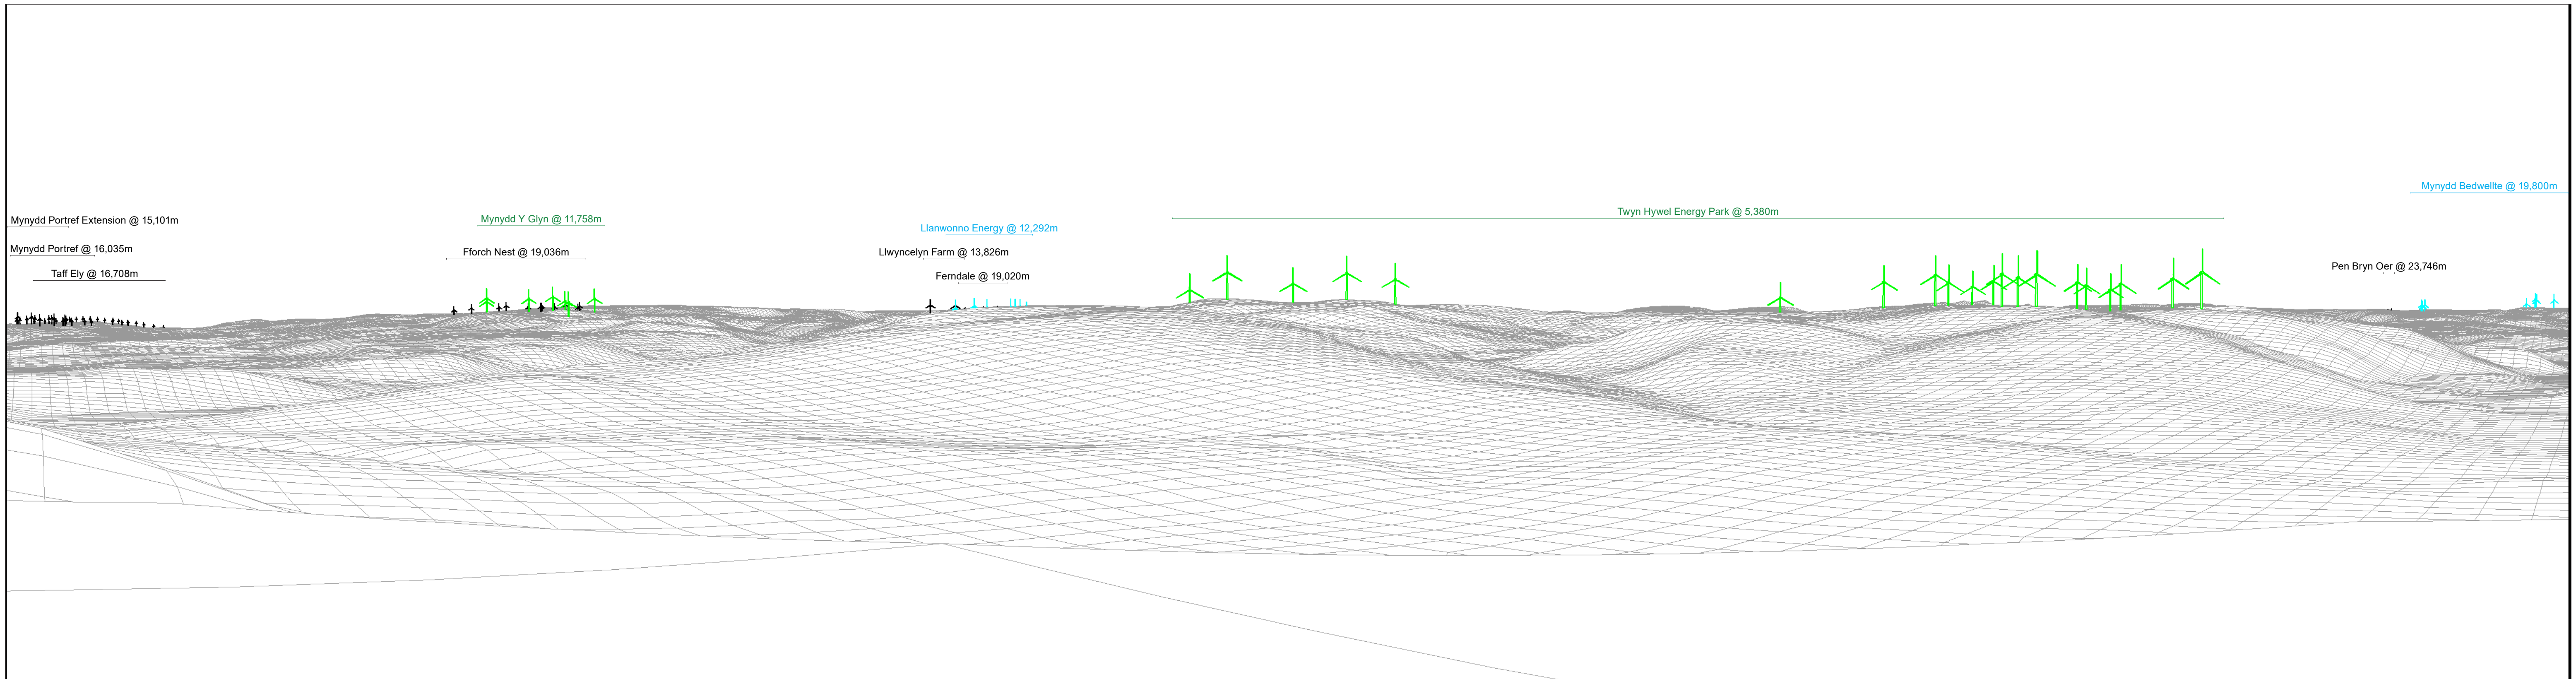 Mynydd Portref Extension @ 15,101m
Mynydd Portref @ 16,035m
Taff Ely @ 16,708m
Mynydd Y Glyn @ 11,758m
Fforch Nest @ 19,036m
Llanwonno Energy @ 12,292m
Llwyncelyn Farm @ 13,826m
Ferndale @ 19,020m
Twyn Hywel Energy Park @ 5,380m
Mynydd Bedwellte @ 19,800m
Pen Bryn Oer @ 23,746m